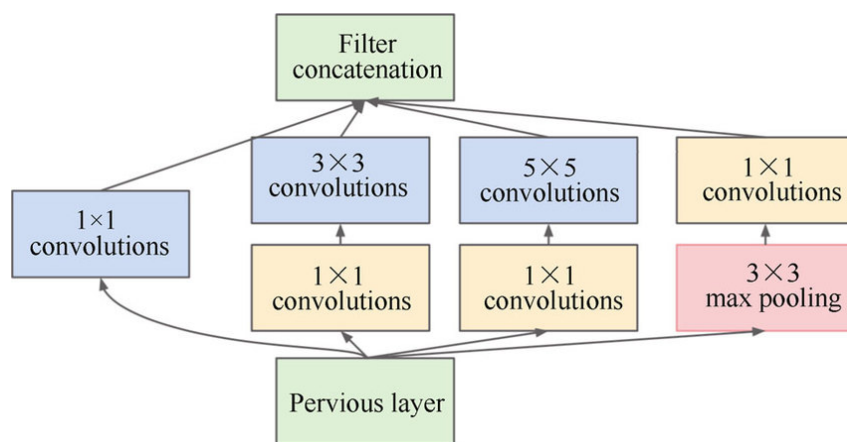 Filter
concatenation
3×3
convolutions
5×5
convolutions
1×1
convolutions
1×1
convolutions
1×1
convolutions
1×1
convolutions
3×3
max pooling
Pervious layer